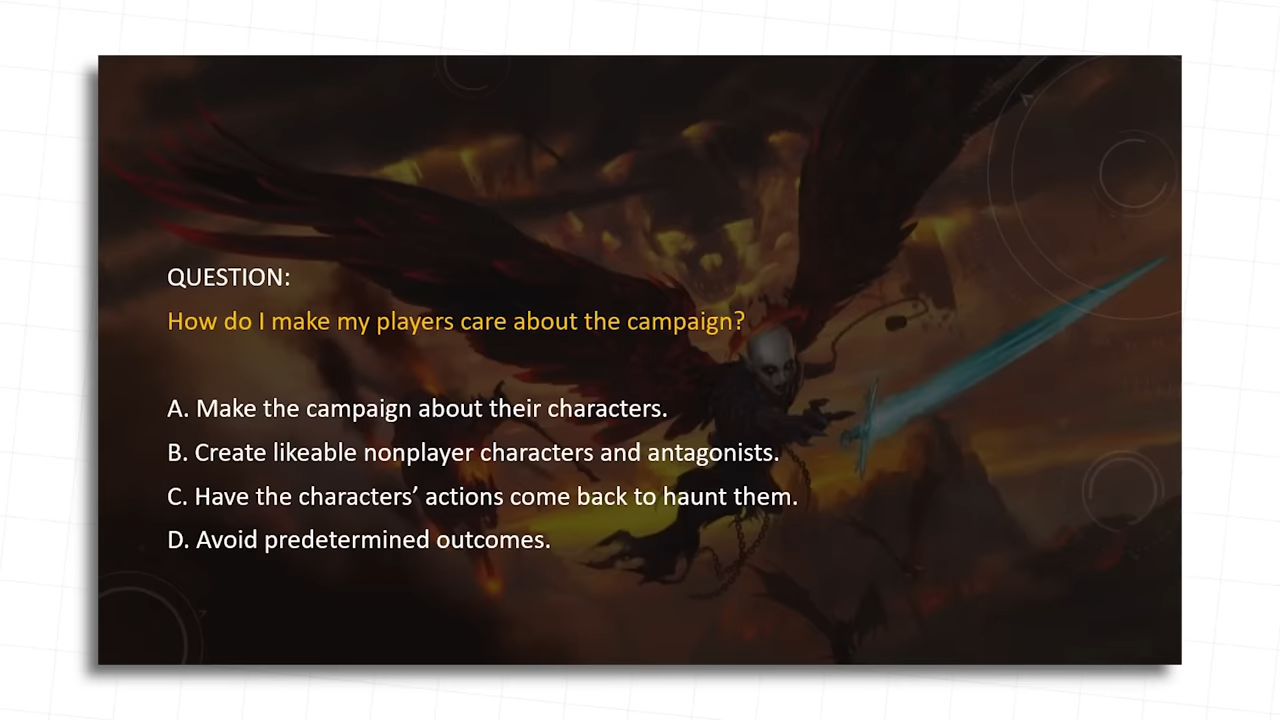 QUESTION:
How do I make my players care about the campaign?
A. Make the campaign about their characters.
B. Create likeable nonplayer characters and antagonists.
C. Have the characters’ actions come back to haunt them.
D. Avoid predetermined outcomes.